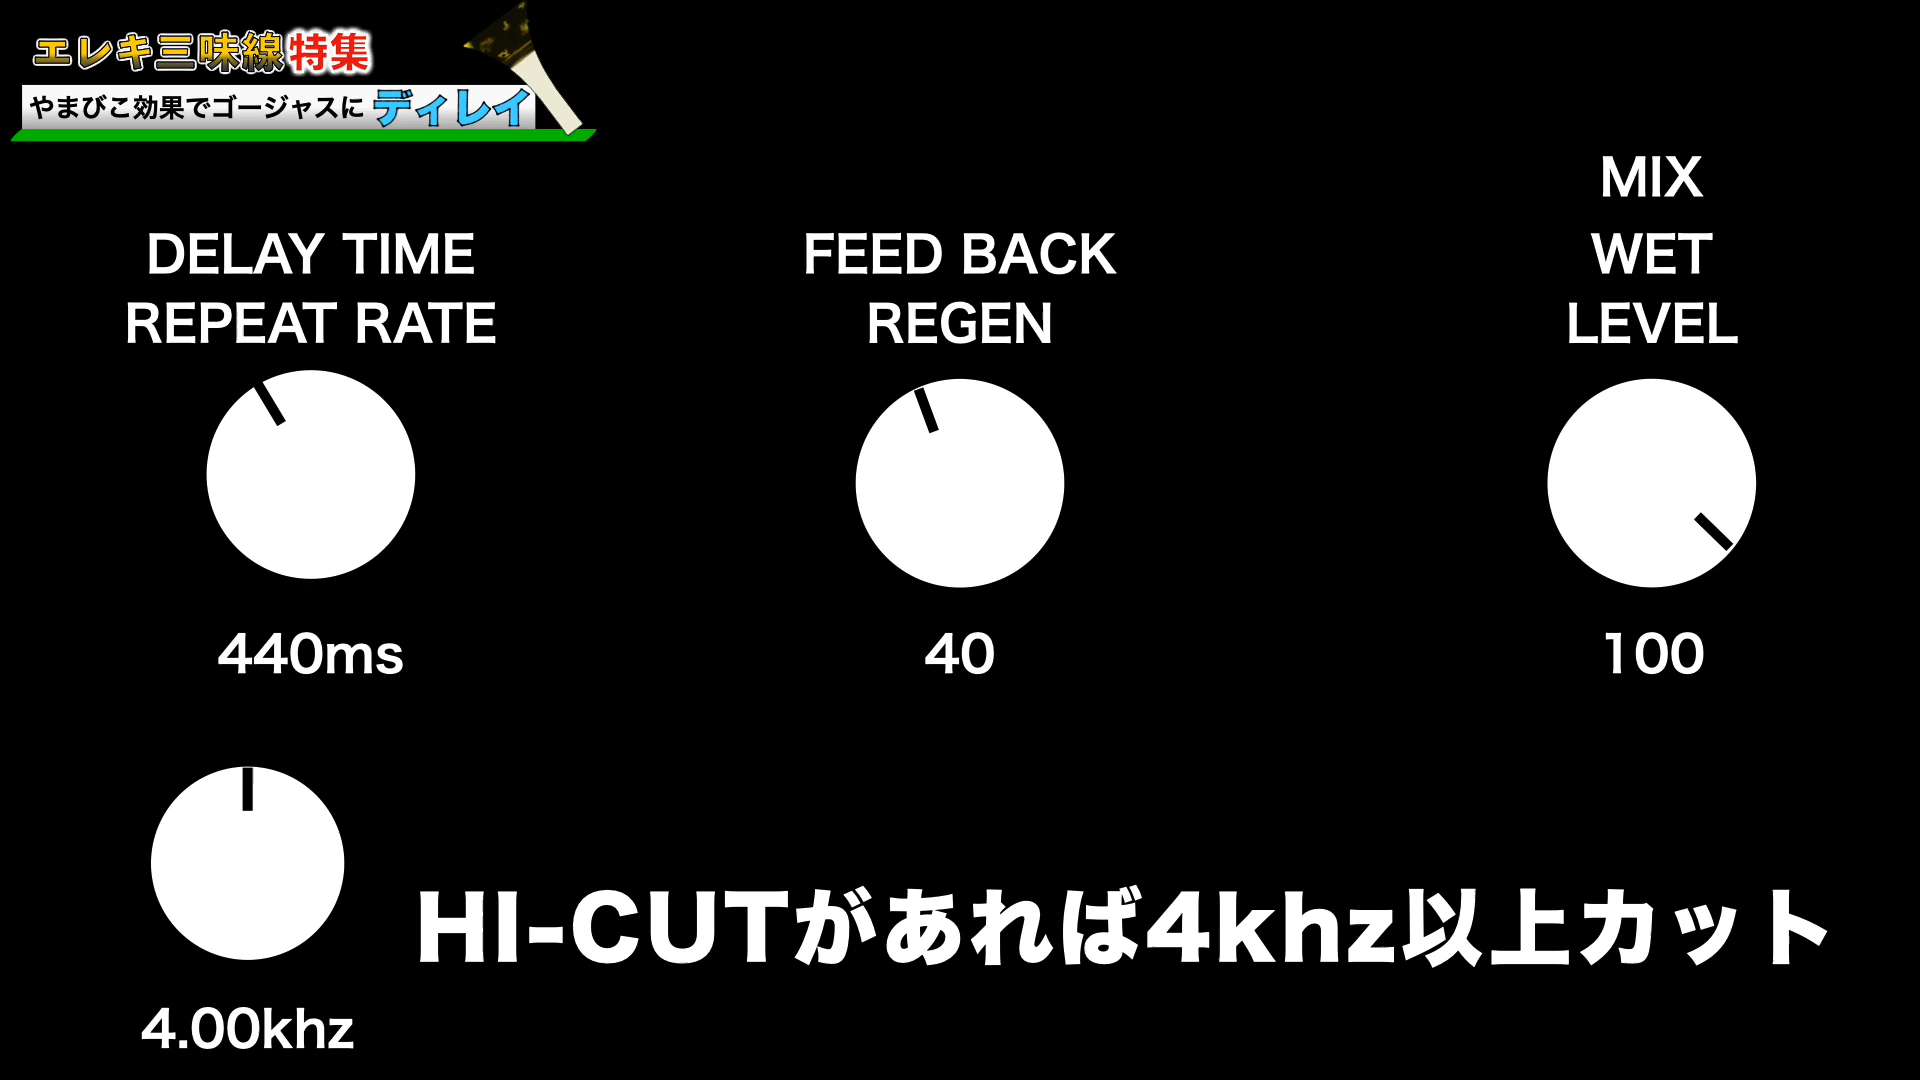 エレキ三味線特集
やまびこ効果でゴージャスに ディレイ
DELAY TIME
REPEAT RATE
440ms
FEED BACK
REGEN
40
MIX
WET
LEVEL
100
4.00khz
HI-CUTがあれば4khz以上カット